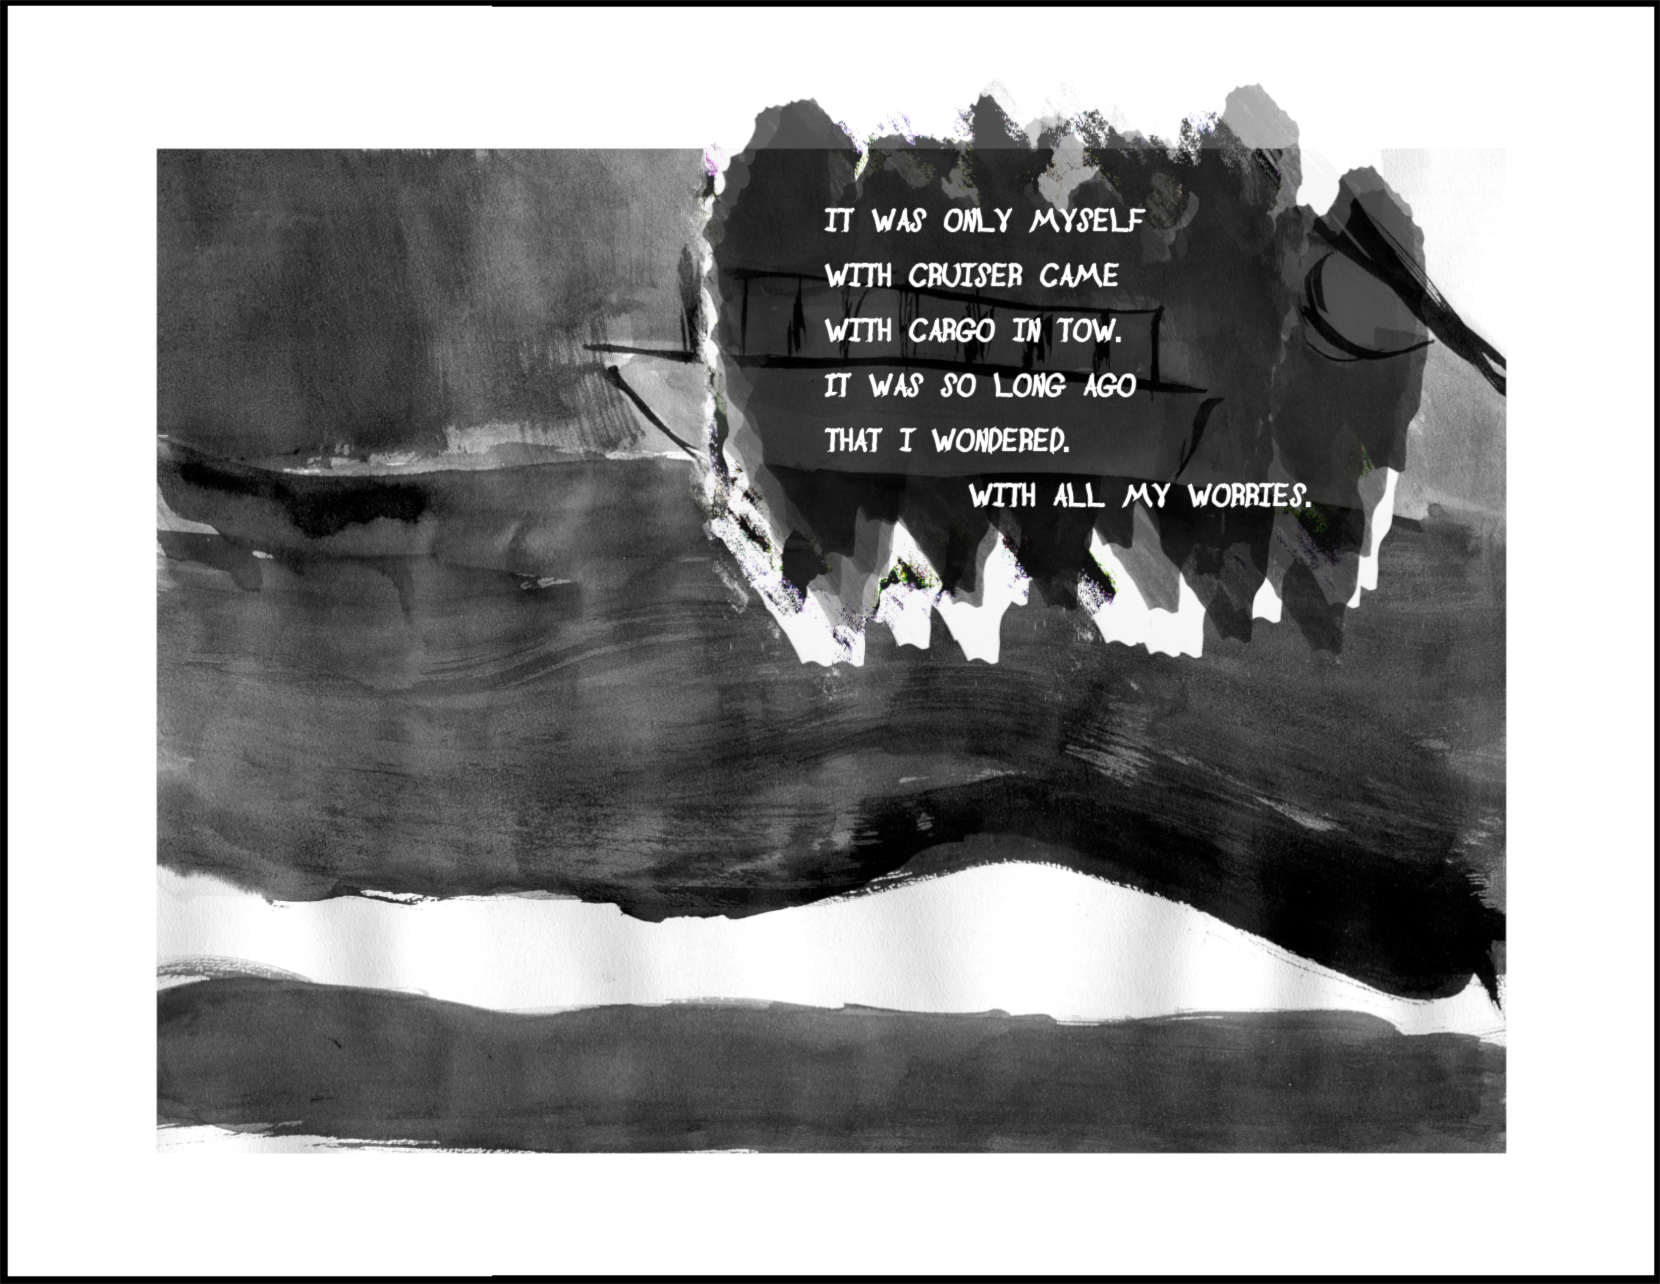 IT WAS ONLY MYSELF
WITH CRUISER CAME
WITH CARGO IN TOW.
IT WAS SO LONG AGO
THAT I WONDERED.
WITH ALL MY WORRIES.